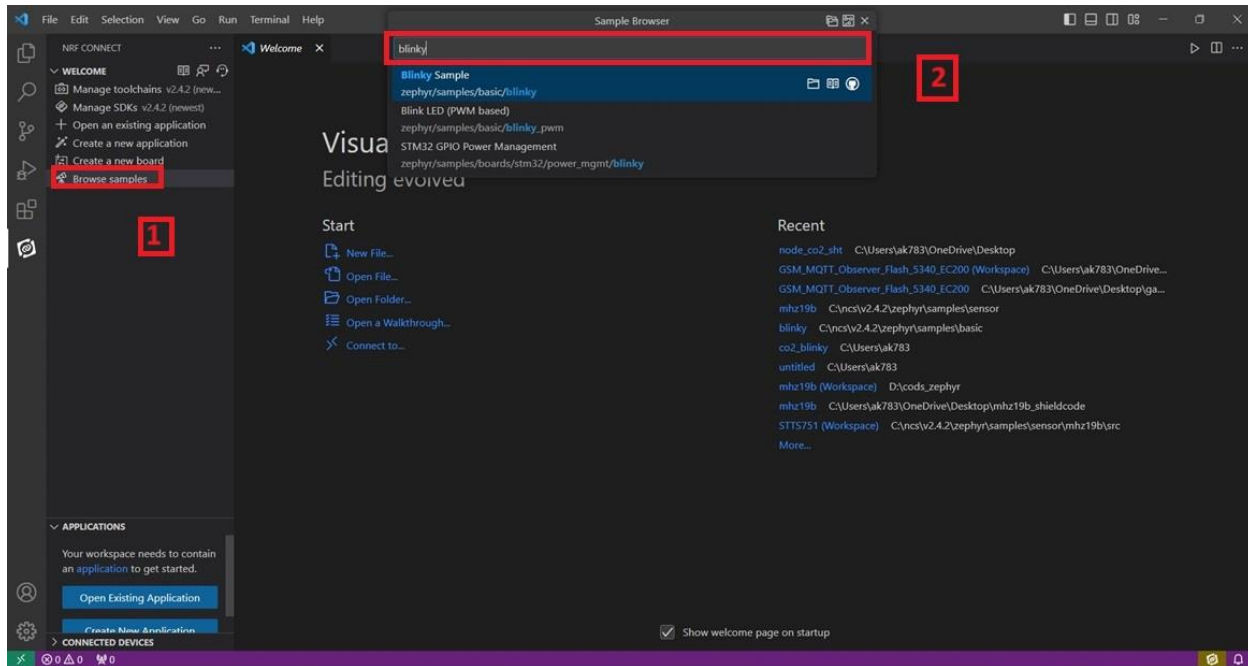 File Edit Selection View Go Run Terminal Help
Sample Browser
NRF CONNECT
Welcome
blinky
WELCOME
Manage toolchains v2.4.2 (new...
Manage SDKs v2.4.2 (newest)
Open an existing application
Create a new application
Create a new board
Browse samples
1
Blinky Sample
zephyr/samples/basic/blinky
Blink LED (PWM based)
zephyr/samples/basic/blinky_pwm
STM32 GPIO Power Management
zephyr/samples/boards/stm32/power_mgmt/blinky
2
Visua
Editing evolved
Start
New File...
Open File...
Open Folder...
Open a Walkthrough...
Connect to...
Recent
node_co2_sht C:\Users\ak783\OneDrive\Desktop
GSM_MQTT_Observer_Flash_5340_EC200 (Workspace) C:\Users\ak783\OneDrive...
GSM_MQTT_Observer_Flash_5340_EC200 C:\Users\ak783\OneDrive\Desktop\ga...
mhz19b C:\ncs\v2.4.2\zephyr\samples\sensor
blinky C:\ncs\v2.4.2\zephyr\samples\basic
co2_blinky C:\Users\ak783
untitled C:\Users\ak783
mhz19b (Workspace) D:\cods_zephyr
mhz19b C:\Users\ak783\OneDrive\Desktop\mhz19b_shieldcode
STTS751 (Workspace) C:\ncs\v2.4.2\zephyr\samples\sensor\mhz19b\src
More...
APPLICATIONS
Your workspace needs to contain
an application to get started.
Open Existing Application
Create New Application
CONNECTED DEVICES
Show welcome page on startup
0 0 0